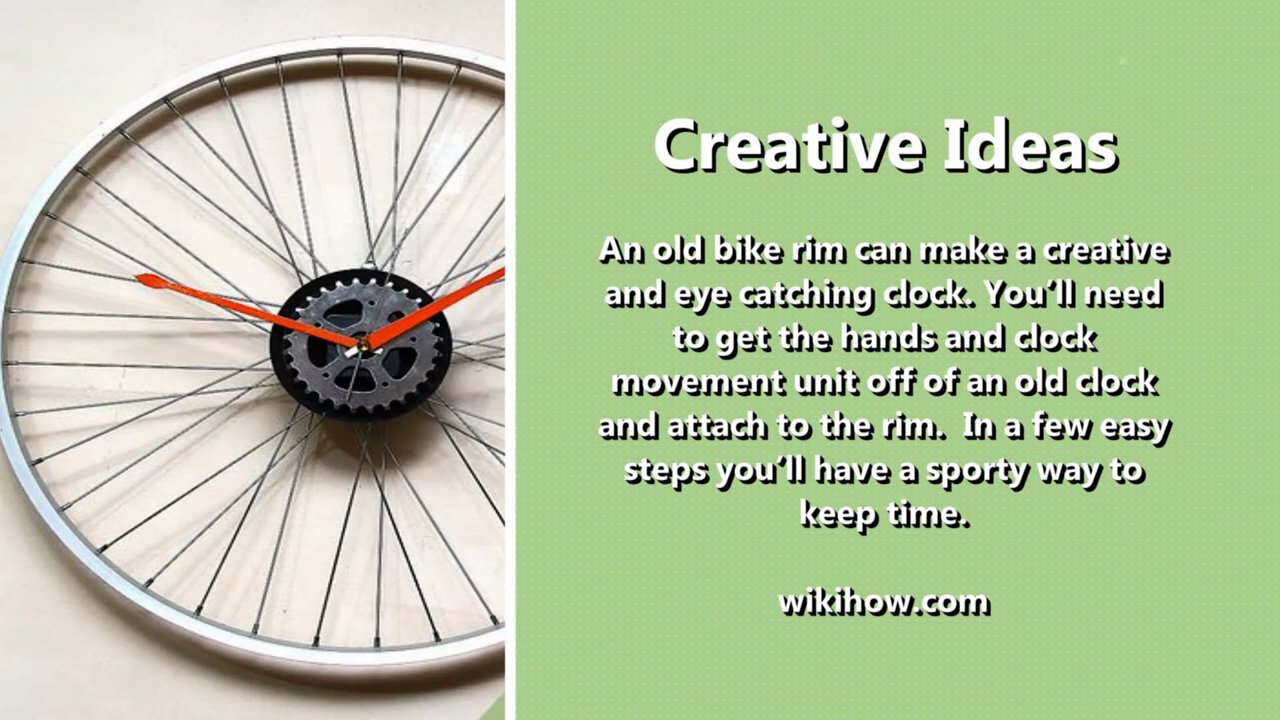 Creative Ideas
An old bike rim can make a creative
and eye catching clock. You'll need
to get the hands and clock
movement unit off of an old clock
and attach to the rim.  In a few easy
steps you'll have a sporty way to
keep time.
wikihow.com